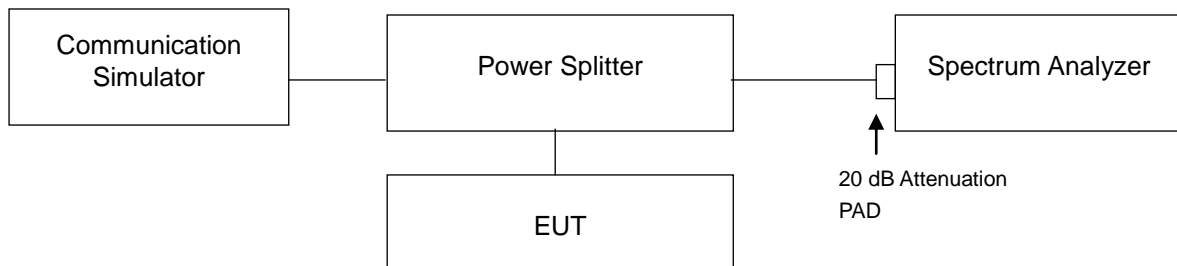 Communication
Simulator
Power Splitter
Spectrum Analyzer
20 dB Attenuation
PAD
EUT